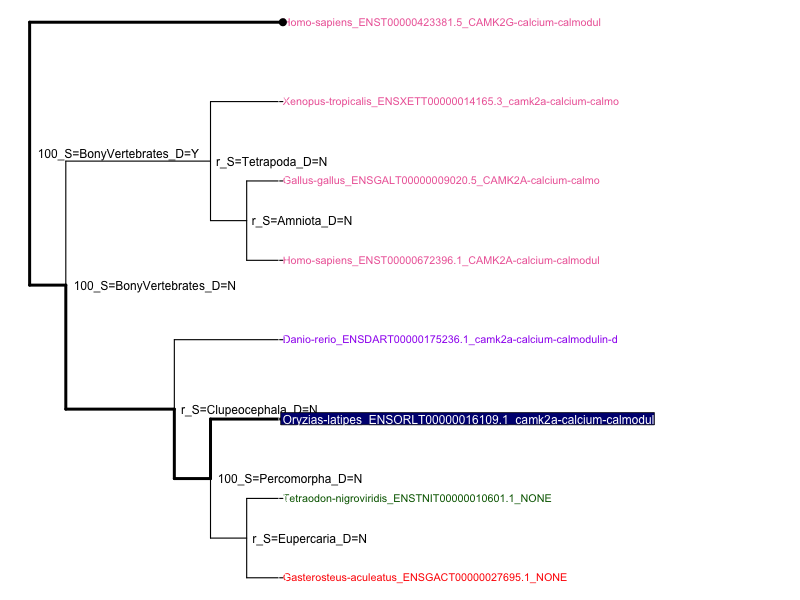 Homo-sapiens_ENST00000423381.5_CAMK2G-calcium-calmodul
Xenopus-tropicalis_ENSXETT00000014165.3_camk2a-calcium-calmo
100_S=BonyVertebrates_D=Y
r_S=Tetrapoda_D=N
Gallus-gallus_ENSGALT00000009020.5_CAMK2A-calcium-calmo
r_S=Amniota_D=N
Homo-sapiens_ENST00000672396.1_CAMK2A-calcium-calmodul
100_S=BonyVertebrates_D=N
Danio-rerio_ENSDART00000175236.1_camk2a-calcium-calmodulin-d
r_S=Clupeocephala_D=N
Oryzias-latipes_ENSORLT00000016109.1_camk2a-calcium-calmodul
100_S=Percomorpha_D=N
Tetraodon-nigroviridis_ENSTNIT00000010601.1_NONE
r_S=Eupercaria_D=N
Gasterosteus-aculeatus_ENSGACT00000027695.1_NONE